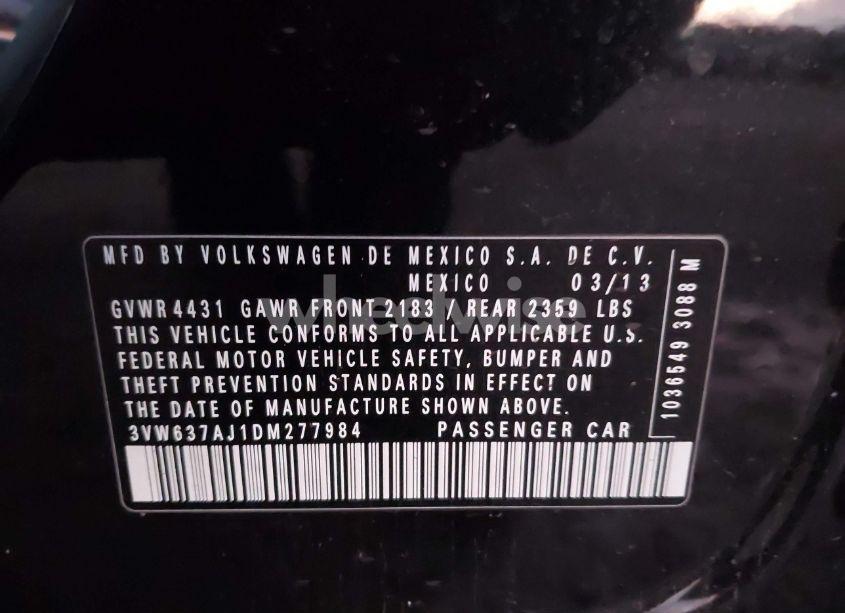 MFD BY VOLKSWAGEN DE MEXICO S.A. DE C.V.
MEXICO 03/13
GVWR 4431 GAWR FRONT 2183 / REAR 2359 LBS
THIS VEHICLE CONFORMS TO ALL APPLICABLE U.S.
FEDERAL MOTOR VEHICLE SAFETY, BUMPER AND
THEFT PREVENTION STANDARDS IN EFFECT ON
THE DATE OF MANUFACTURE SHOWN ABOVE.
3VW637AJ1DM277984 PASSENGER CAR
1036549 3088 M
wheelwise